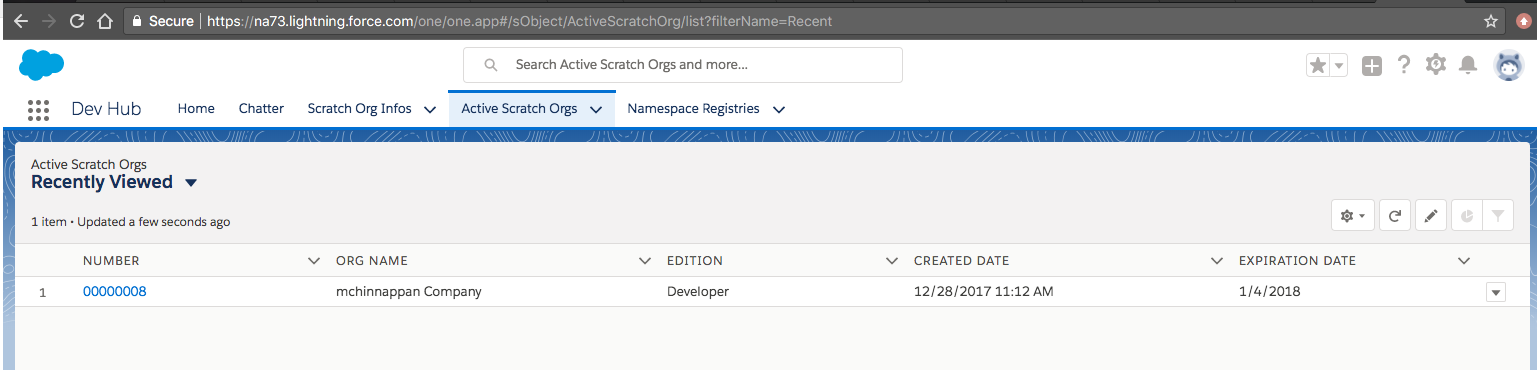 Secure https://na73.lightning.force.com/one/one.app#/sObject/ActiveScratchOrg/list?filterName=Recent
Search Active Scratch Orgs and more...
Dev Hub Home Chatter Scratch Org Infos Active Scratch Orgs Namespace Registries
Active Scratch Orgs
Recently Viewed
1 item • Updated a few seconds ago
NUMBER ORG NAME EDITION CREATED DATE EXPIRATION DATE
1 00000008 mchinnappan Company Developer 12/28/2017 11:12 AM 1/4/2018